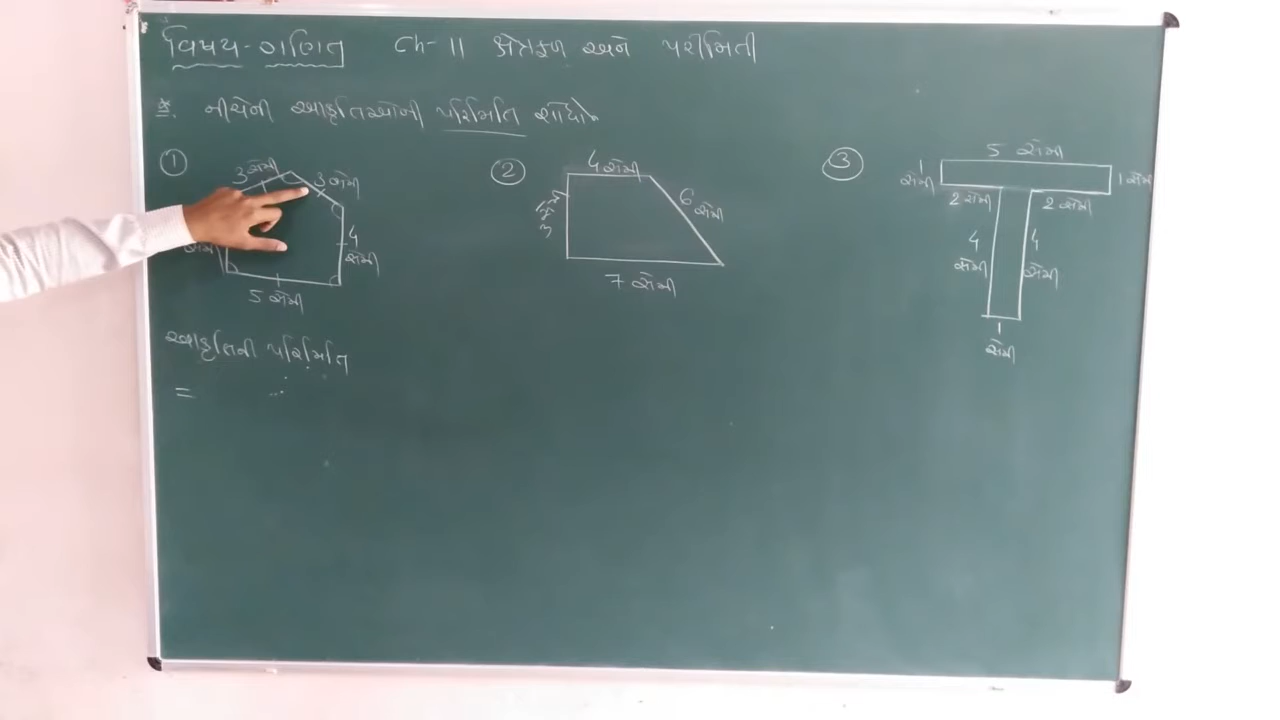 વિષય - ગણિત Ch- 11 ક્ષેત્રફળ અને પરીમિતી
* નીચેની આકૃતિઓની પરિમિતિ શોધો
1
3 સેમી
3 સેમી
4
સેમી
સેમી
5 સેમી
2
4 સેમી
6
સેમી
3
7 સેમી
3
5 સેમી
1
સેમી
1 સેમી
2 સેમી
2 સેમી
4
સેમી
4
સેમી
1
સેમી
આકૃતિની પરિમિતિ
=